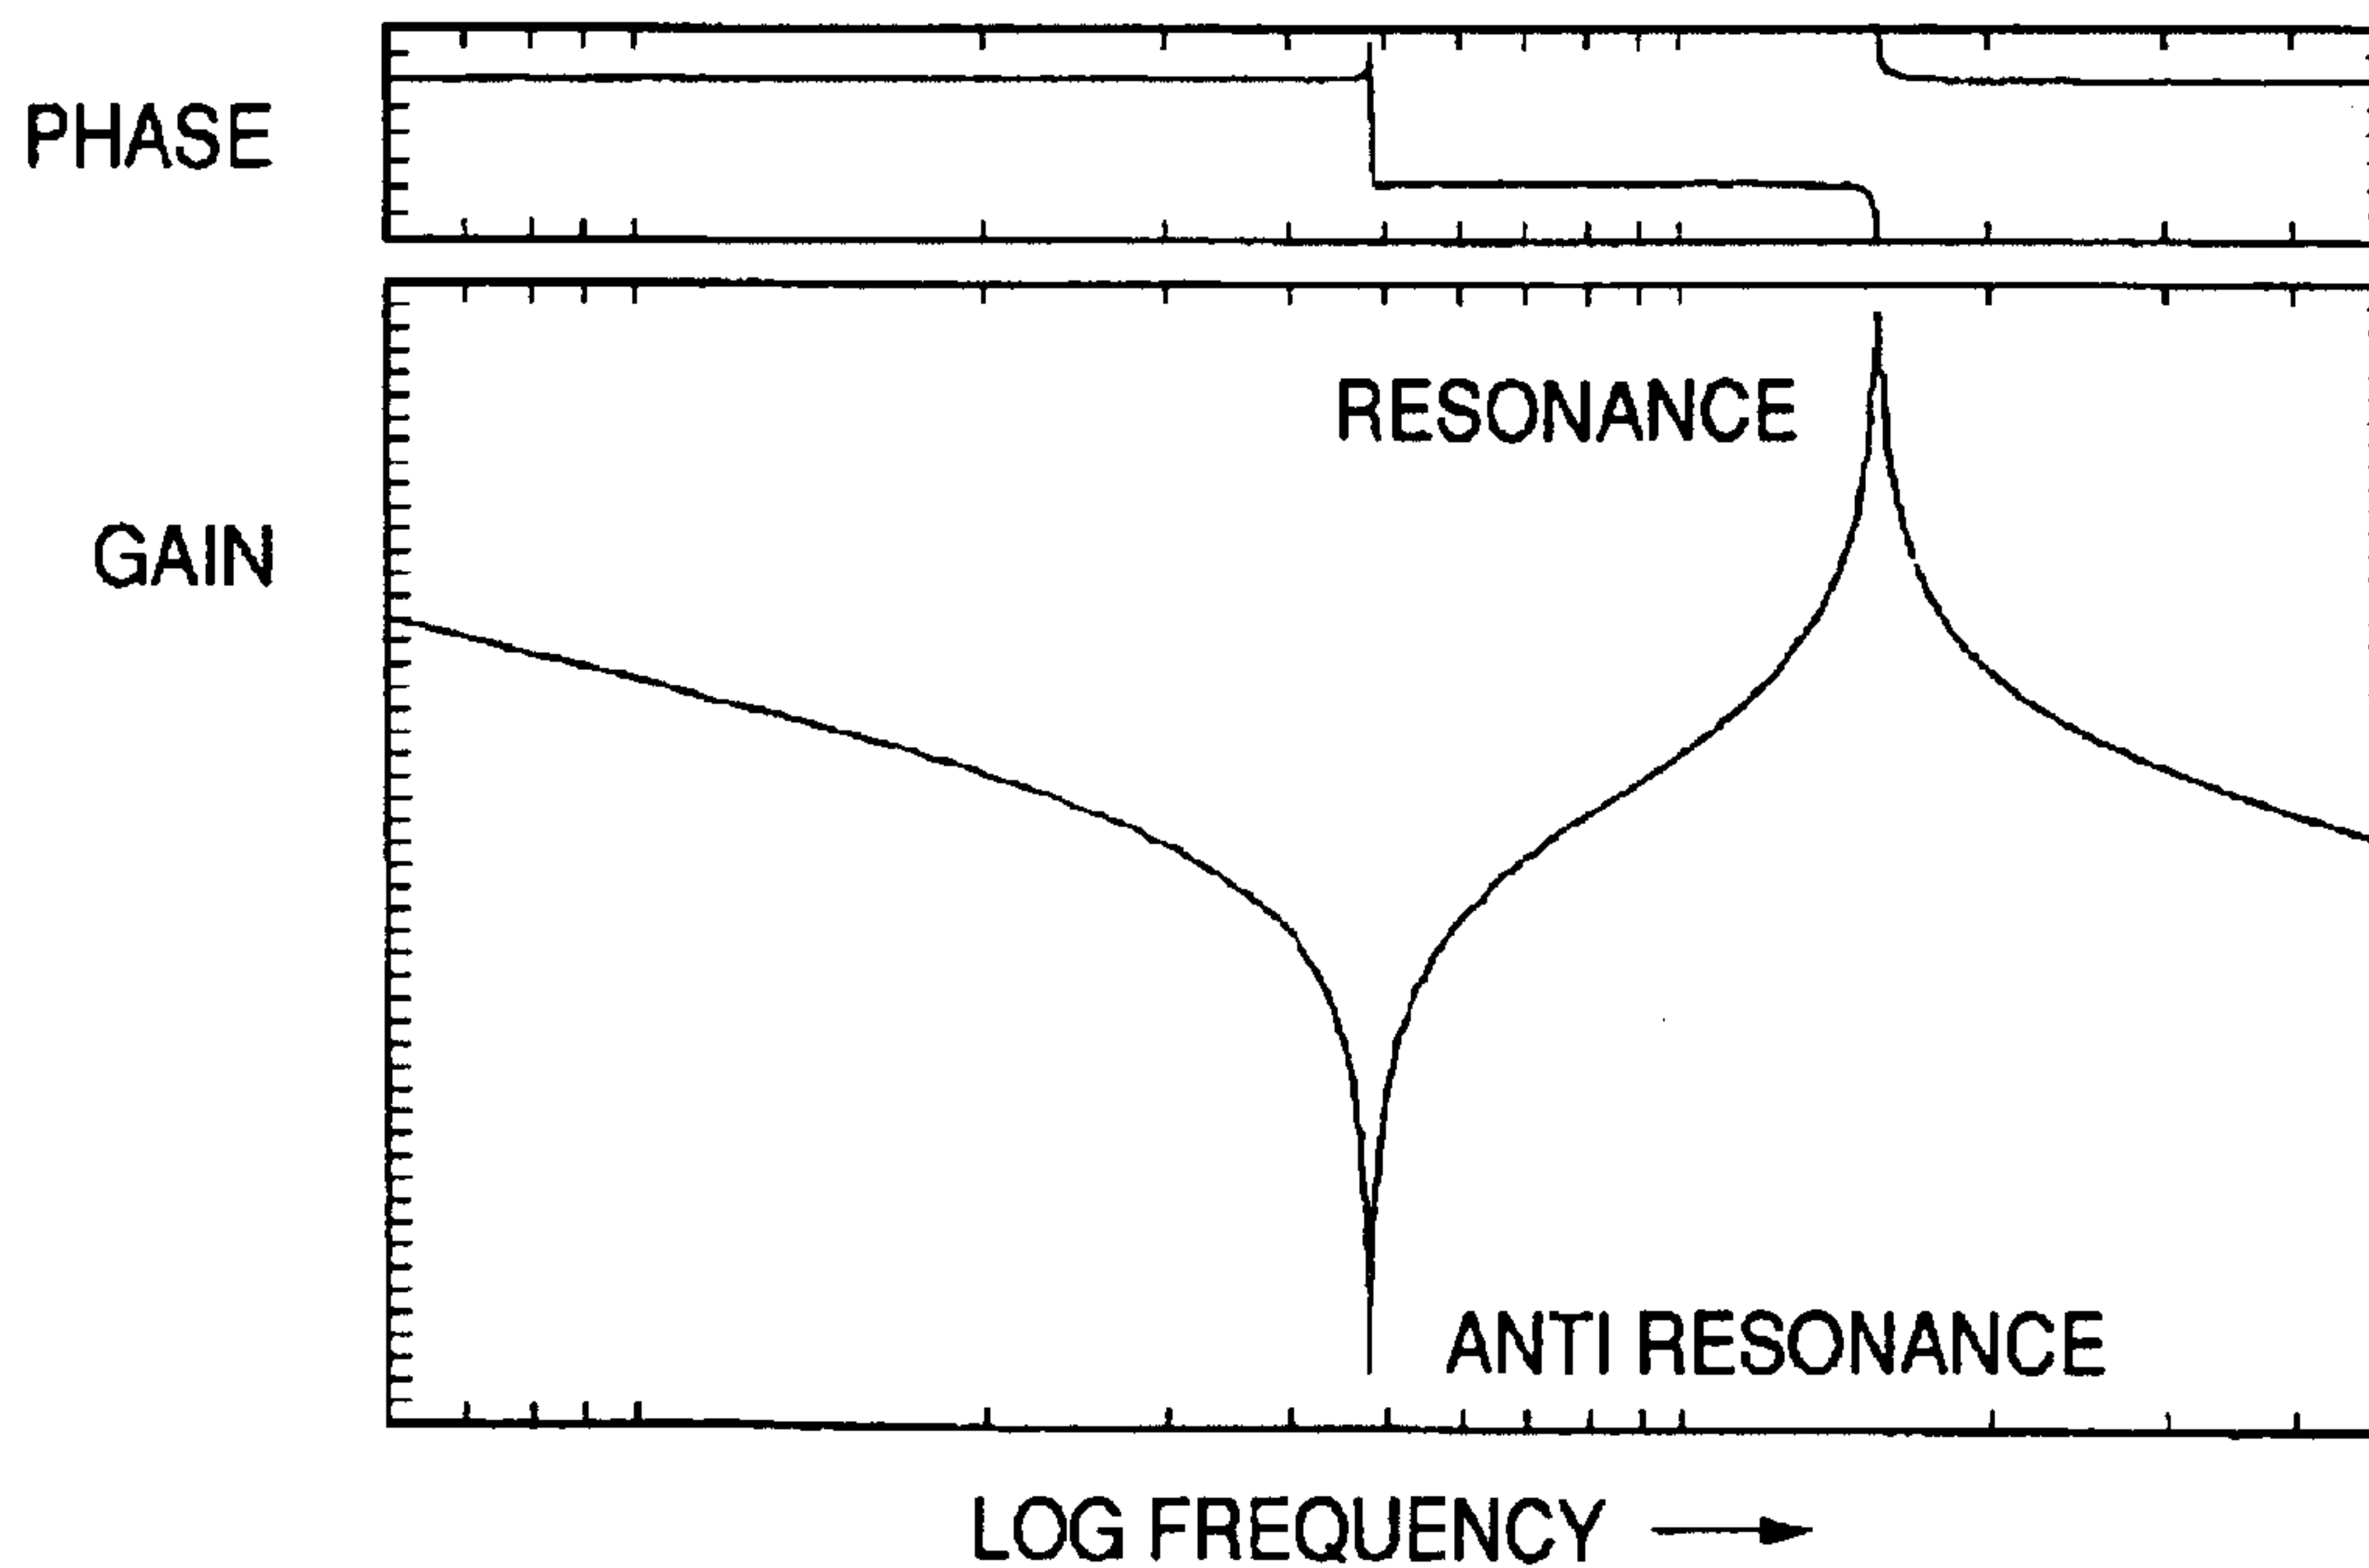 PHASE
GAIN
RESONANCE
ANTI RESONANCE
LOG FREQUENCY